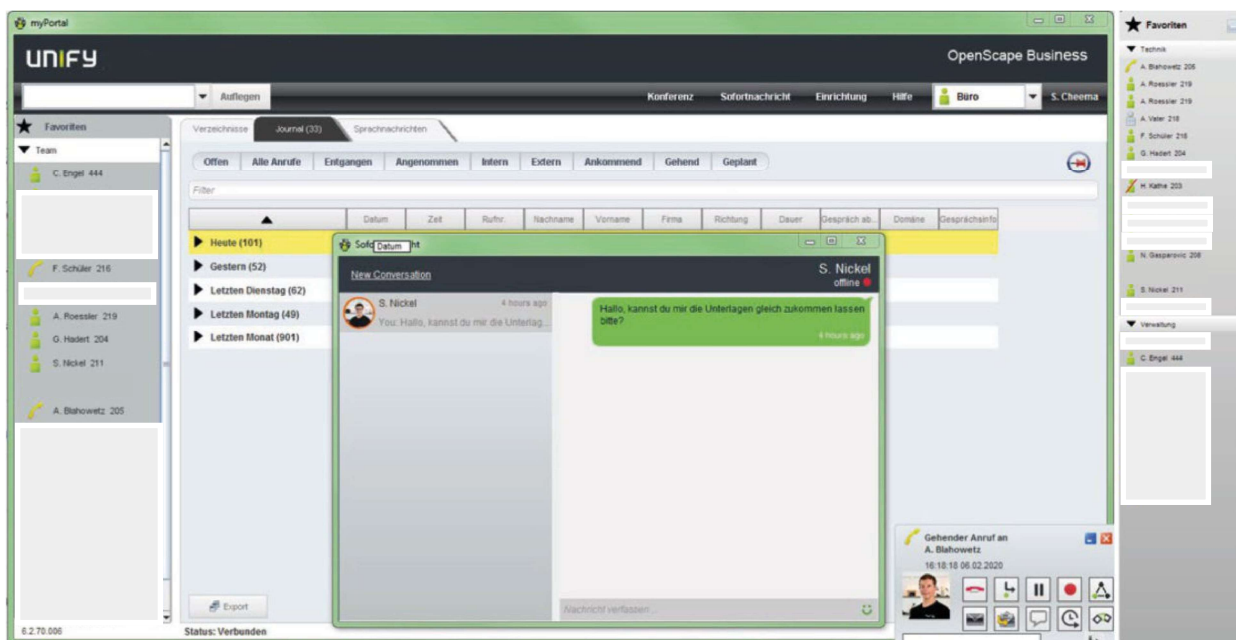 myPortal
UNIFY
OpenScape Business
Auflegen
Konferenz Sofortnachricht Einrichtung Hilfe Büro S. Cheema
Favoriten
Team
C. Engel 444
F. Schüler 216
A. Roessler 219
G. Hadert 204
S. Nickel 211
A. Blahowetz 205
6.2.70.006
Verzeichnisse Journal (33) Sprachnachrichten
Offen Alle Anrufe Entgangen Angenommen Intern Extern Ankommend Gehend Geplant
Filter
Datum Zeit Rufnr. Nachname Vorname Firma Richtung Dauer Gespräch ab... Domäne Gesprächsinfo
Heute (101)
Gestern (52)
Letzten Dienstag (62)
Letzten Montag (49)
Letzten Monat (901)
Export
Status: Verbunden
Datum
New Conversation
S. Nickel
offline
S. Nickel 4 hours ago
You: Hallo, kannst du mir die Unterlag...
Hallo, kannst du mir die Unterlagen gleich zukommen lassen
bitte?
4 hours ago
Nachricht verfassen ...
Gehender Anruf an
A. Blahowetz
16:18:18 06.02.2020
Favoriten
Technik
A. Blahowetz 205
A. Roessler 219
A. Roessler 219
A. Vater 218
F. Schüler 216
G. Hadert 204
H. Kathe 203
N. Gasparovic 208
S. Nickel 211
Verwaltung
C. Engel 444